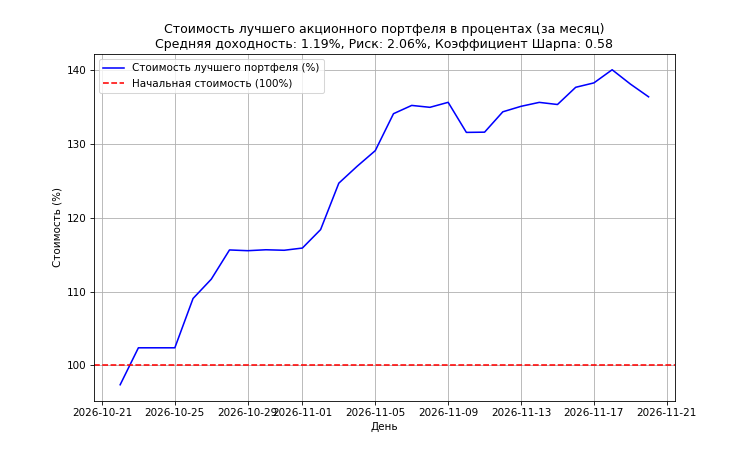 Стоимость лучшего акционного портфеля в процентах (за месяц)
Средняя доходность: 1.19%, Риск: 2.06%, Коэффициент Шарпа: 0.58
Стоимость лучшего портфеля (%)
Начальная стоимость (100%)
Стоимость (%)
140
130
120
110
100
2026-10-21 2026-10-25 2026-10-29 2026-11-01 2026-11-05 2026-11-09 2026-11-13 2026-11-17 2026-11-21
День